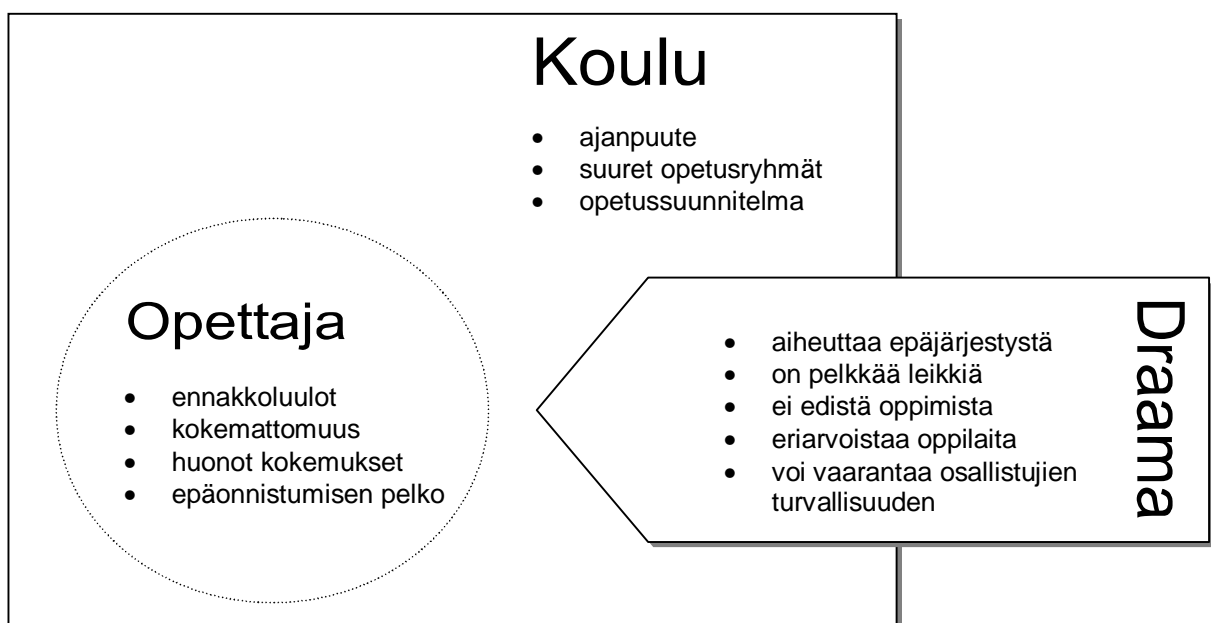 Koulu
• ajanpuute
• suuret opetusryhmät
• opetussuunnitelma
Opettaja
• ennakkoluulot
• kokemattomuus
• huonot kokemukset
• epäonnistumisen pelko
Draama
• aiheuttaa epäjärjestystä
• on pelkkää leikkiä
• ei edistä oppimista
• eriarvoistaa oppilaita
• voi vaarantaa osallistujien
turvallisuuden